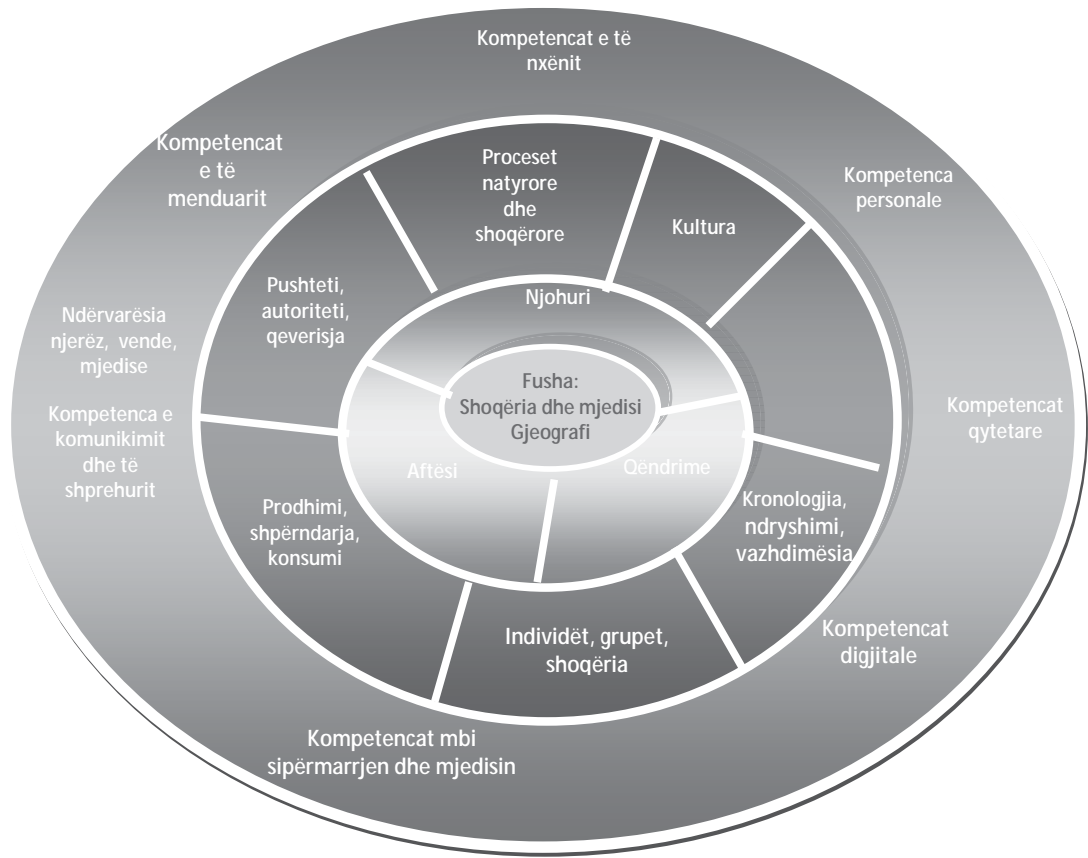 Kompetencat e të
nxënit
Kompetencat
e të
menduarit
Kompetenca
personale
Proceset
natyrore
dhe
shoqërore
Kultura
Pushteti,
autoriteti,
qeverisja
Njohuri
Ndërvarësia
njerëz, vende,
mjedise
Fusha:
Shoqëria dhe mjedisi
Gjeografi
Kompetenca e
komunikimit
dhe të
shprehurit
Kompetencat
qytetare
Aftësi
Qëndrime
Prodhimi,
shpërndarja,
konsumi
Kronologjia,
ndryshimi,
vazhdimësia
Individët, grupet,
shoqëria
Kompetencat
digjitale
Kompetencat mbi
sipërmarrjen dhe mjedisin